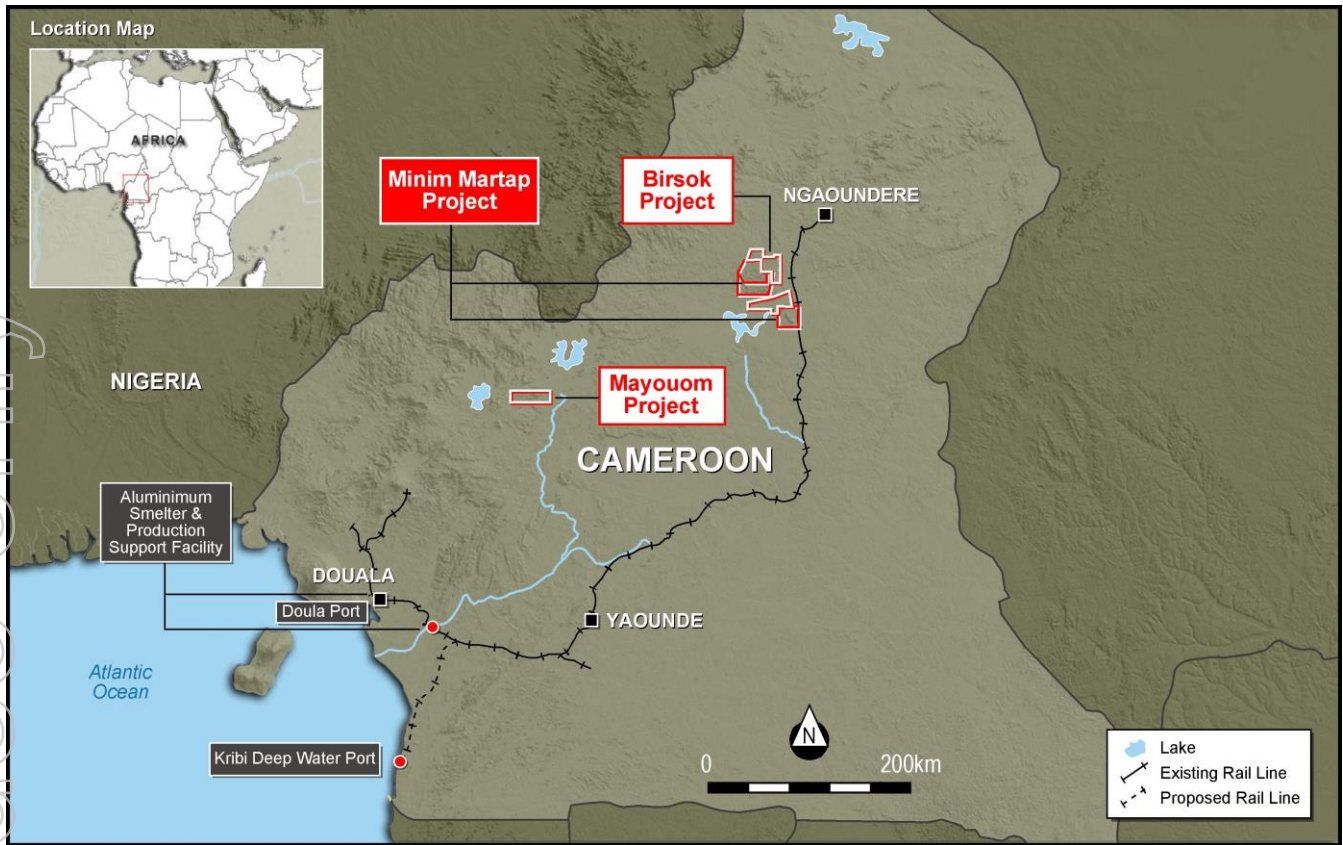 Location Map
AFRICA
Minim Martap
Project
Birsok
Project
NGAOUNDERE
NIGERIA
Mayouom
Project
CAMEROON
Aluminimum
Smelter &
Production
Support Facility
DOUALA
Doula Port
YAOUNDE
Atlantic
Ocean
Kribi Deep Water Port
N
0
200km
Lake
Existing Rail Line
Proposed Rail Line